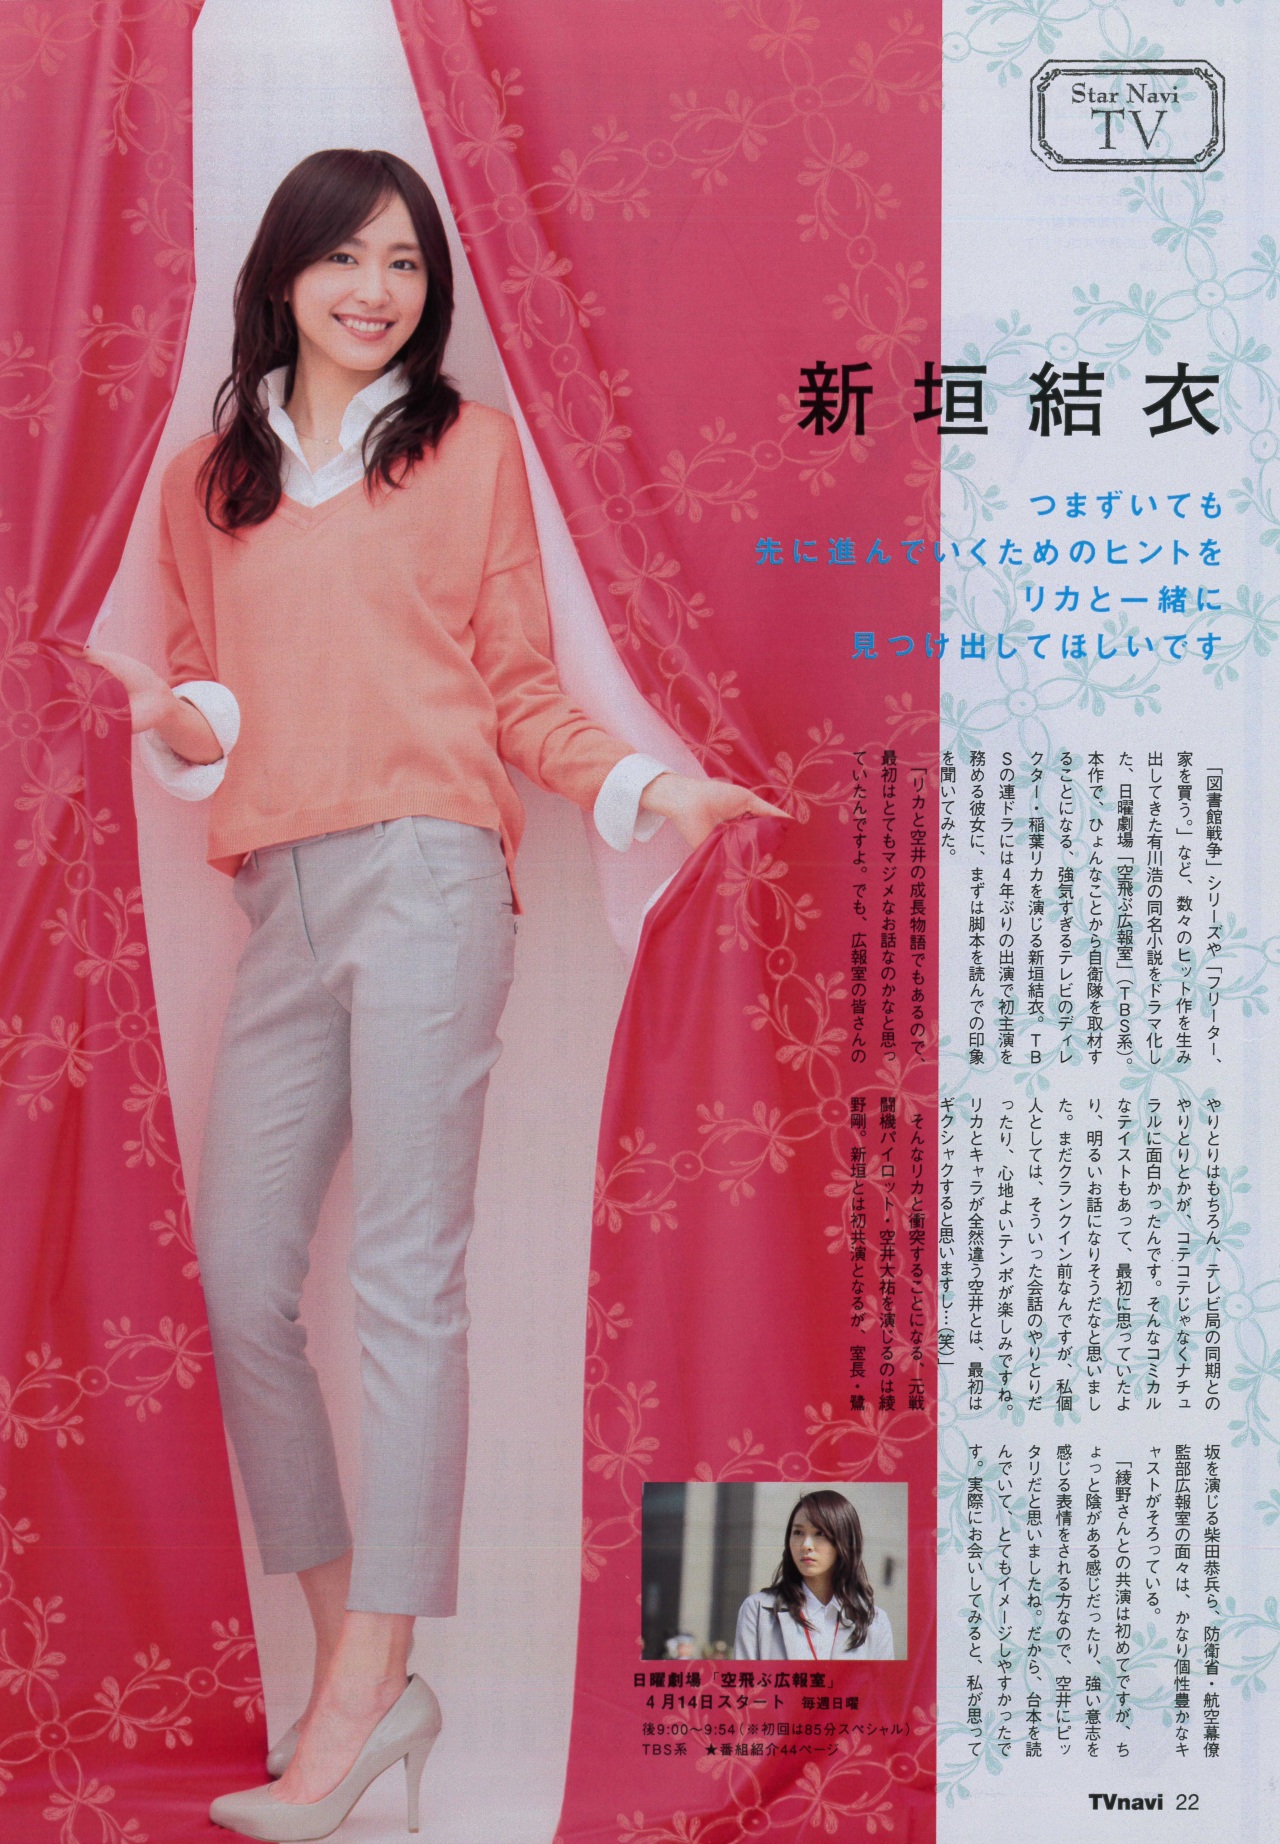 Star Navi
TV
新垣結衣
つまずいても
先に進んでいくためのヒントを
リカと一緒に
見つけ出してほしいです
「図書館戦争」シリーズや「フリーター、
家を買う。」など、数々のヒット作を生み
出してきた有川浩の同名小説をドラマ化し
た、日曜劇場「空飛ぶ広報室」（TBS系）。
本作で、ひょんなことから自衛隊を取材す
ることになる、強気すぎるテレビのディレ
クター・稲葉リカを演じる新垣結衣。TB
Sの連ドラには4年ぶりの出演で初主演を
務める彼女に、まずは脚本を読んでの印象
を聞いてみた。
「リカと空井の成長物語でもあるので、
最初はとてもマジメなお話なのかなと思っ
ていたんですよ。でも、広報室の皆さんの
やりとりはもちろん、テレビ局の同期との
やりとりとかが、コテコテじゃなくナチュ
ラルに面白かったんです。そんなコミカル
なテイストもあって、最初に思っていたよ
り、明るいお話になりそうだなと思いまし
た。まだクランクイン前なんですが、私個
人としては、そういった会話のやりとりだ
ったり、心地よいテンポが楽しみですね。
リカとキャラが全然違う空井とは、最初は
ギクシャクすると思いますし…（笑）」
そんなリカと衝突することになる、元戦
闘機パイロット・空井大祐を演じるのは綾
野剛。新垣とは初共演となるが、室長・鷺
坂を演じる柴田恭兵ら、防衛省・航空幕僚
監部広報室の面々は、かなり個性豊かなキ
ャストがそろっている。
「綾野さんとの共演は初めてですが、ち
ょっと陰がある感じだったり、強い意志を
感じる表情をされる方なので、空井にピッ
タリだと思いましたね。だから、台本を読
んでいて、とてもイメージしやすかったで
す。実際にお会いしてみると、私が思って
日曜劇場「空飛ぶ広報室」
4月14日スタート 毎週日曜
後9:00〜9:54（※初回は85分スペシャル）
TBS系 ★番組紹介44ページ
TVnavi 22